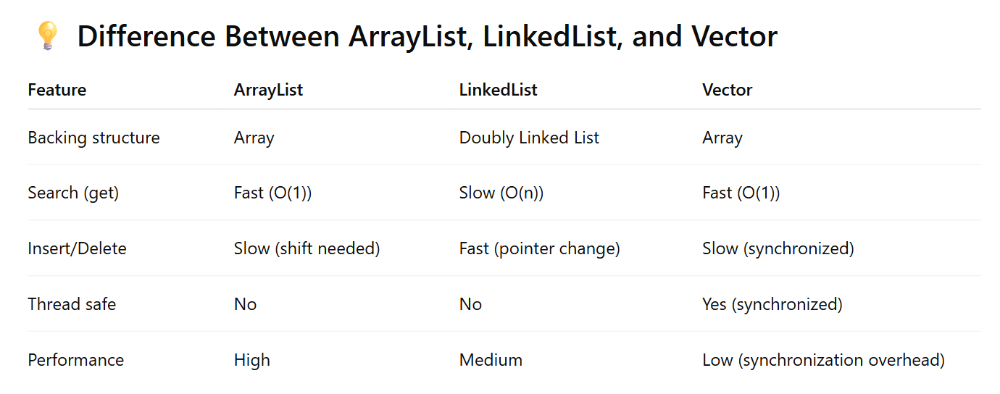 💡 Difference Between ArrayList, LinkedList, and Vector
Feature ArrayList LinkedList Vector
Backing structure Array Doubly Linked List Array
Search (get) Fast (O(1)) Slow (O(n)) Fast (O(1))
Insert/Delete Slow (shift needed) Fast (pointer change) Slow (synchronized)
Thread safe No No Yes (synchronized)
Performance High Medium Low (synchronization overhead)